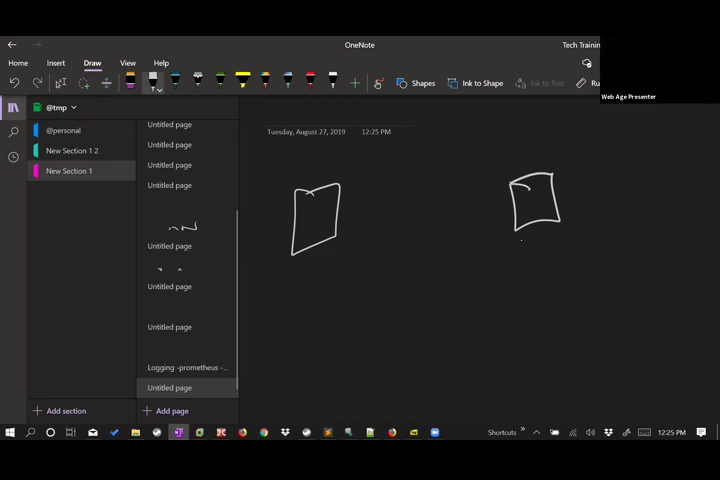 OneNote
Tech Trainin
Home Insert Draw View Help
Shapes
Ink to Shape
Ink to Text
Ru
Web Age Presenter
@tmp
@personal
New Section 1 2
New Section 1
Untitled page
Untitled page
Untitled page
Untitled page
Untitled page
Untitled page
Untitled page
Logging -prometheus -...
Untitled page
Tuesday, August 27, 2019 12:25 PM
Add section
Add page
Shortcuts
12:25 PM